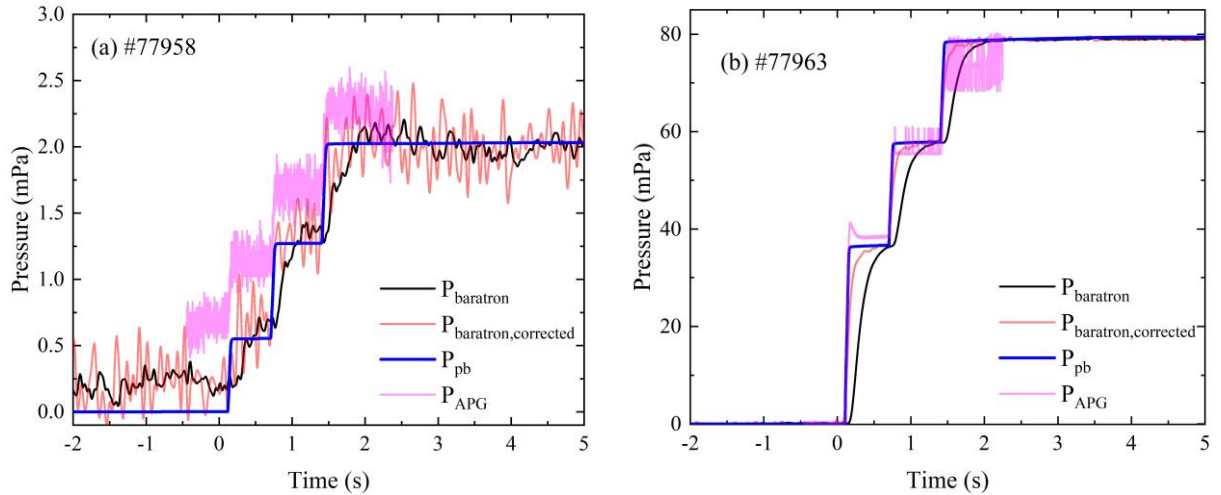 (a) #77958
3.0
2.5
2.0
1.5
1.0
0.5
0.0
Pressure (mPa)
P_baratron
P_baratron,corrected
P_pb
P_APG
-2 -1 0 1 2 3 4 5
Time (s)
(b) #77963
80
60
40
20
0
Pressure (mPa)
P_baratron
P_baratron,corrected
P_pb
P_APG
-2 -1 0 1 2 3 4 5
Time (s)